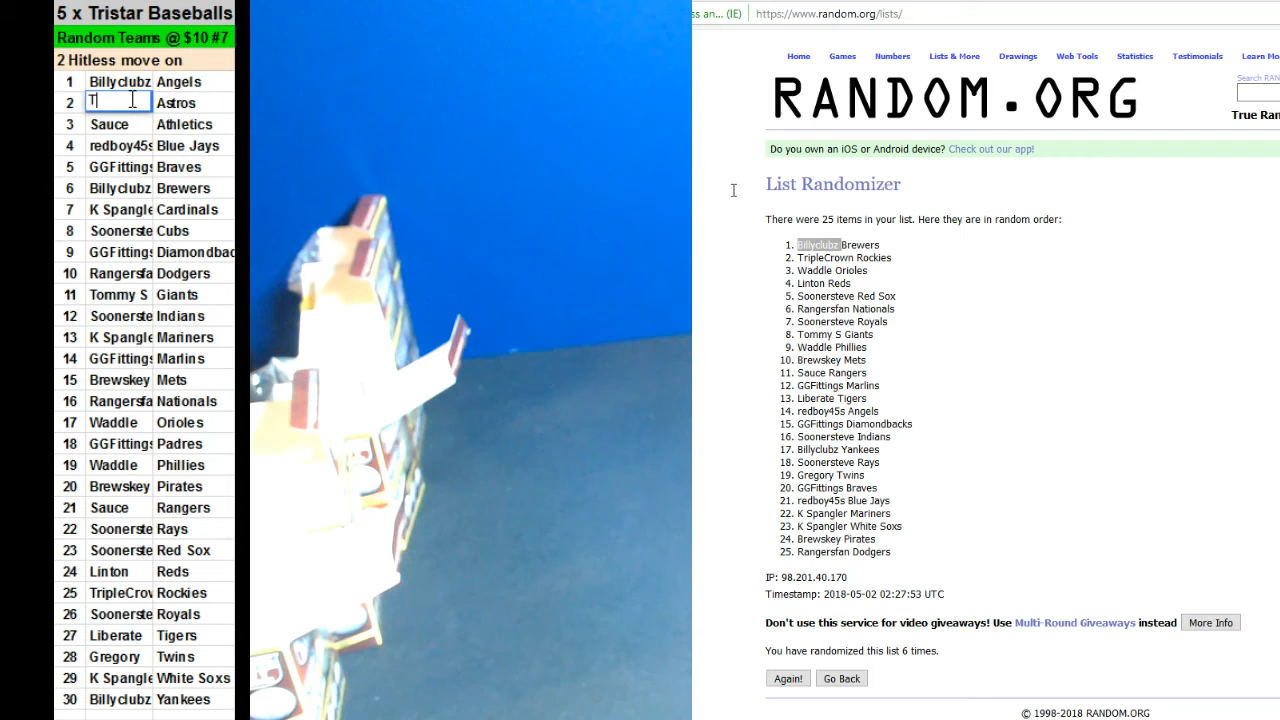 5 x Tristar Baseballs
Random Teams @ $10 #7
2 Hitless move on
1 Billyclubz Angels
2 T Astros
3 Sauce Athletics
4 redboy45s Blue Jays
5 GGFittings Braves
6 Billyclubz Brewers
7 K Spangle Cardinals
8 Soonerste Cubs
9 GGFittings Diamondbac
10 Rangersfa Dodgers
11 Tommy S Giants
12 Soonerste Indians
13 K Spangle Mariners
14 GGFittings Marlins
15 Brewskey Mets
16 Rangersfa Nationals
17 Waddle Orioles
18 GGFittings Padres
19 Waddle Phillies
20 Brewskey Pirates
21 Sauce Rangers
22 Soonerste Rays
23 Soonerste Red Sox
24 Linton Reds
25 TripleCrow Rockies
26 Soonerste Royals
27 Liberate Tigers
28 Gregory Twins
29 K Spangle White Soxs
30 Billyclubz Yankees
ss an... (IE) https://www.random.org/lists/
Home Games Numbers Lists & More Drawings Web Tools Statistics Testimonials Learn Mo
Search RAN
RANDOM.ORG
True Ran
Do you own an iOS or Android device? Check out our app!
List Randomizer
There were 25 items in your list. Here they are in random order:
1. Billyclubz Brewers
2. TripleCrown Rockies
3. Waddle Orioles
4. Linton Reds
5. Soonersteve Red Sox
6. Rangersfan Nationals
7. Soonersteve Royals
8. Tommy S Giants
9. Waddle Phillies
10. Brewskey Mets
11. Sauce Rangers
12. GGFittings Marlins
13. Liberate Tigers
14. redboy45s Angels
15. GGFittings Diamondbacks
16. Soonersteve Indians
17. Billyclubz Yankees
18. Soonersteve Rays
19. Gregory Twins
20. GGFittings Braves
21. redboy45s Blue Jays
22. K Spangler Mariners
23. K Spangler White Soxs
24. Brewskey Pirates
25. Rangersfan Dodgers
IP: 98.201.40.170
Timestamp: 2018-05-02 02:27:53 UTC
Don't use this service for video giveaways! Use Multi-Round Giveaways instead More Info
You have randomized this list 6 times.
Again! Go Back
© 1998-2018 RANDOM.ORG